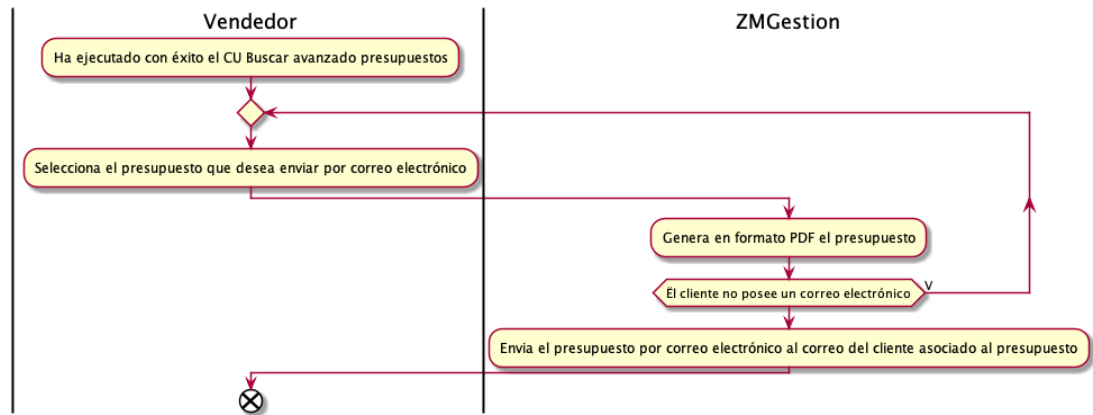 Vendedor
ZMGestion
Ha ejecutado con éxito el CU Buscar avanzado presupuestos
Selecciona el presupuesto que desea enviar por correo electrónico
Genera en formato PDF el presupuesto
Ël cliente no posee un correo electrónico
V
Envia el presupuesto por correo electrónico al correo del cliente asociado al presupuesto